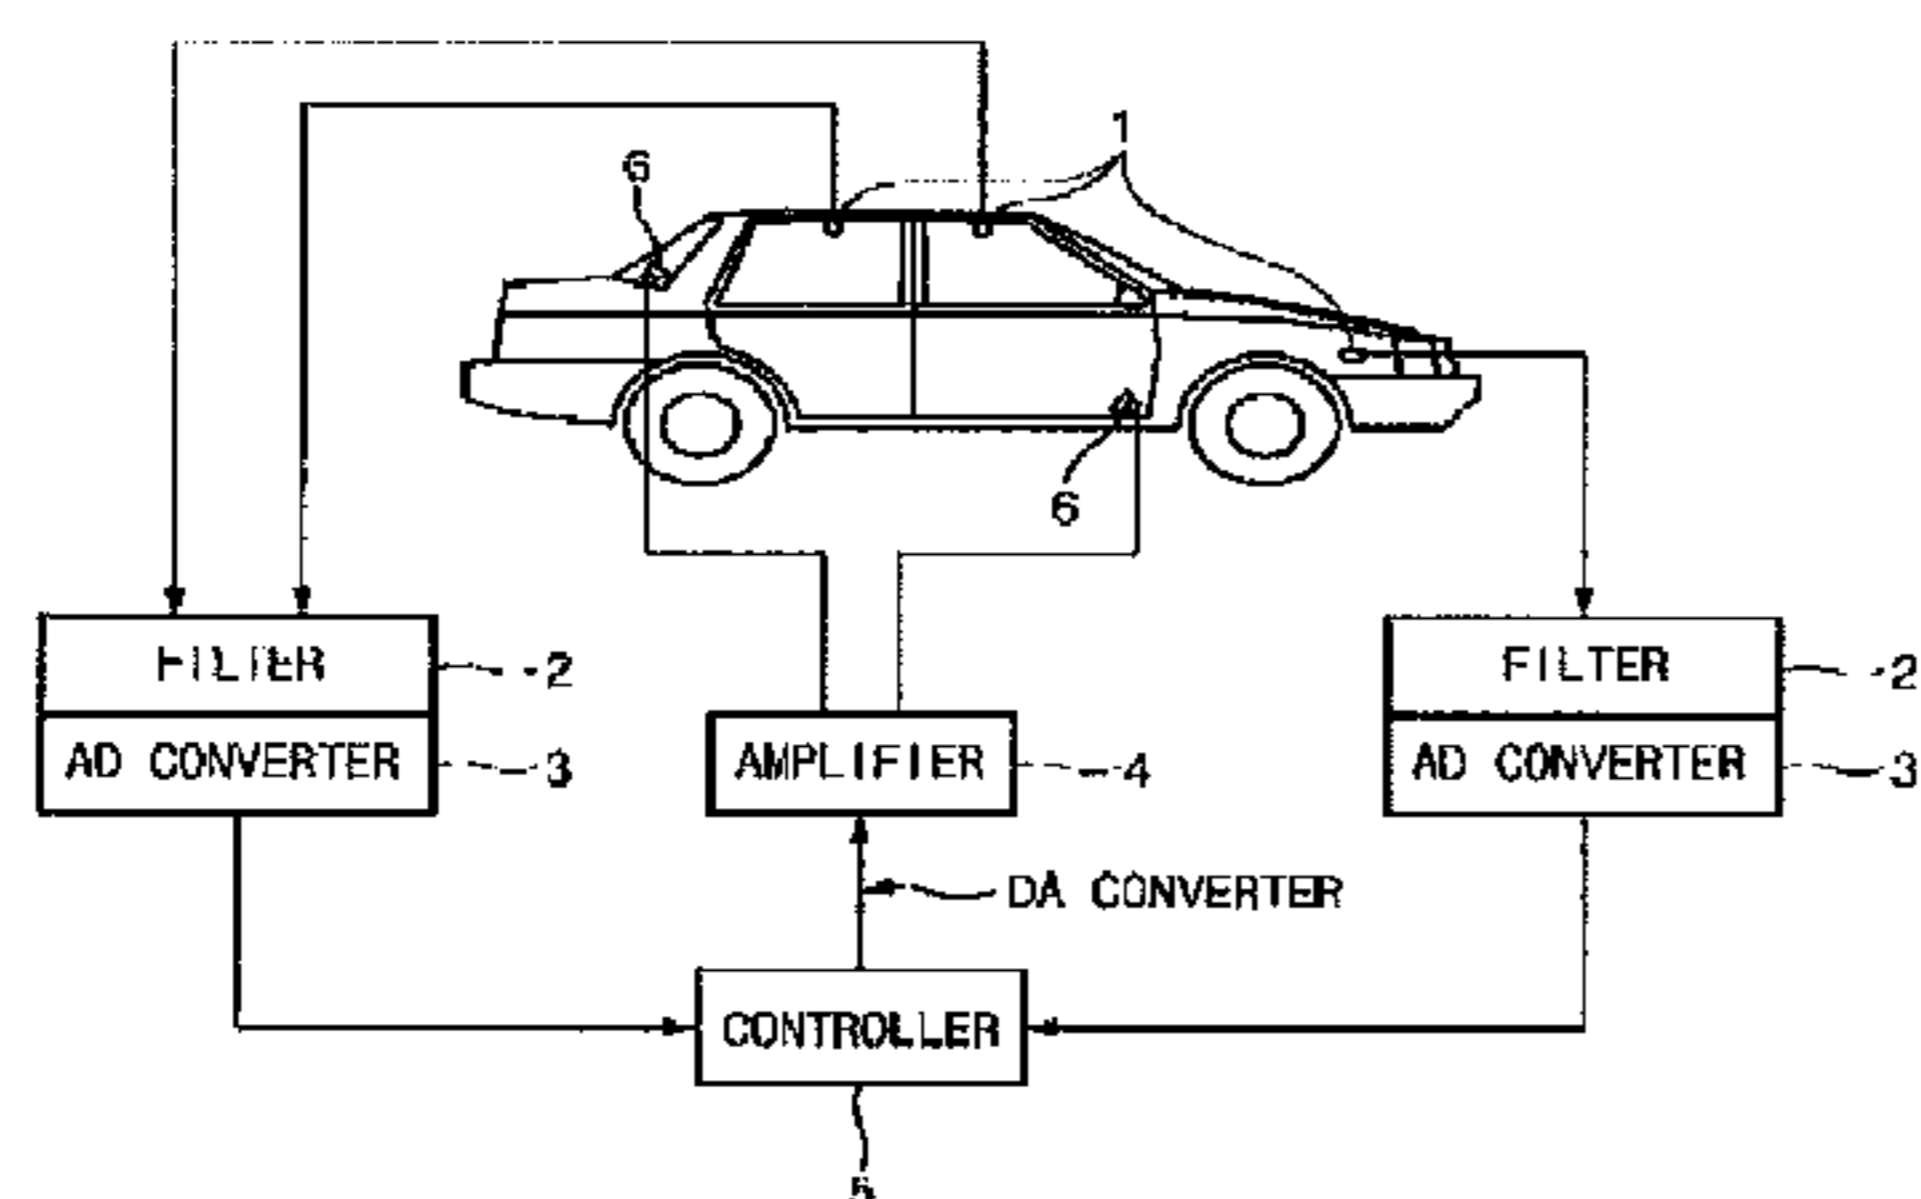 1
6
6
FILTER
2
FILTER
2
AD CONVERTER
3
AMPLIFIER
4
AD CONVERTER
3
DA CONVERTER
CONTROLLER
5